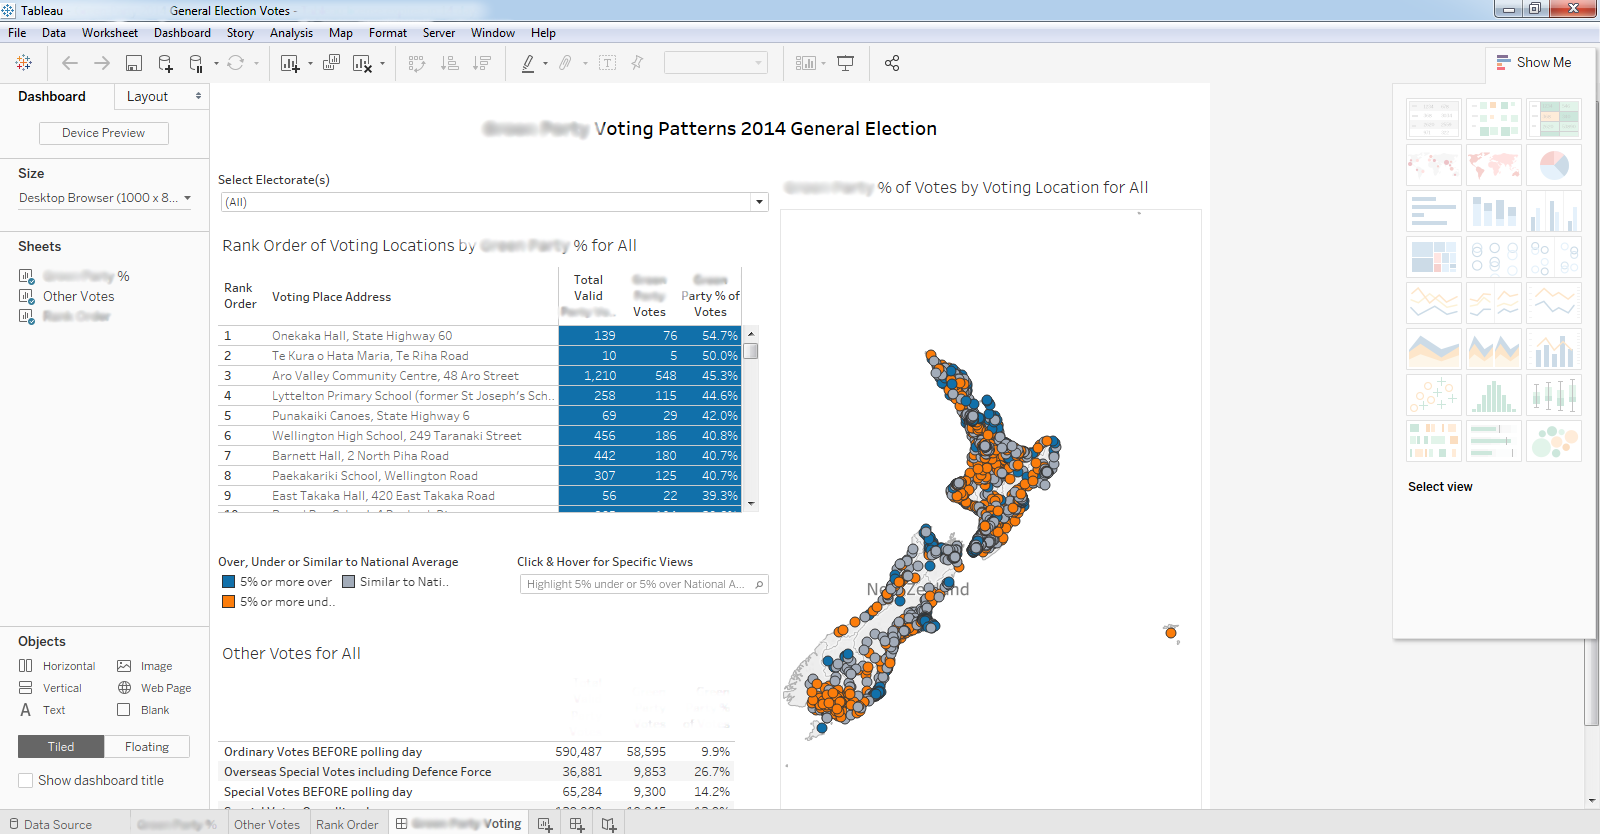 Tableau General Election Votes -
File Data Worksheet Dashboard Story Analysis Map Format Server Window Help
Show Me
Dashboard Layout
Device Preview
Size
Desktop Browser (1000 x 8...
Sheets
%
Other Votes
Objects
Horizontal Image
Vertical Web Page
Text Blank
Tiled Floating
Show dashboard title
Voting Patterns 2014 General Election
Select Electorate(s)
(All)
Rank Order of Voting Locations by % for All
Rank Order Voting Place Address Total Valid Votes Party % of Votes
1 Onekaka Hall, State Highway 60 139 76 54.7%
2 Te Kura o Hata Maria, Te Riha Road 10 5 50.0%
3 Aro Valley Community Centre, 48 Aro Street 1,210 548 45.3%
4 Lyttelton Primary School (former St Joseph's Sch.. 258 115 44.6%
5 Punakaiki Canoes, State Highway 6 69 29 42.0%
6 Wellington High School, 249 Taranaki Street 456 186 40.8%
7 Barnett Hall, 2 North Piha Road 442 180 40.7%
8 Paekakariki School, Wellington Road 307 125 40.7%
9 East Takaka Hall, 420 East Takaka Road 56 22 39.3%
Over, Under or Similar to National Average
5% or more over Similar to Nati..
5% or more und..
Click & Hover for Specific Views
Highlight 5% under or 5% over National A...
Other Votes for All
Ordinary Votes BEFORE polling day 590,487 58,595 9.9%
Overseas Special Votes including Defence Force 36,881 9,853 26.7%
Special Votes BEFORE polling day 65,284 9,300 14.2%
% of Votes by Voting Location for All
New Zealand
Select view
Data Source Other Votes Rank Order Voting